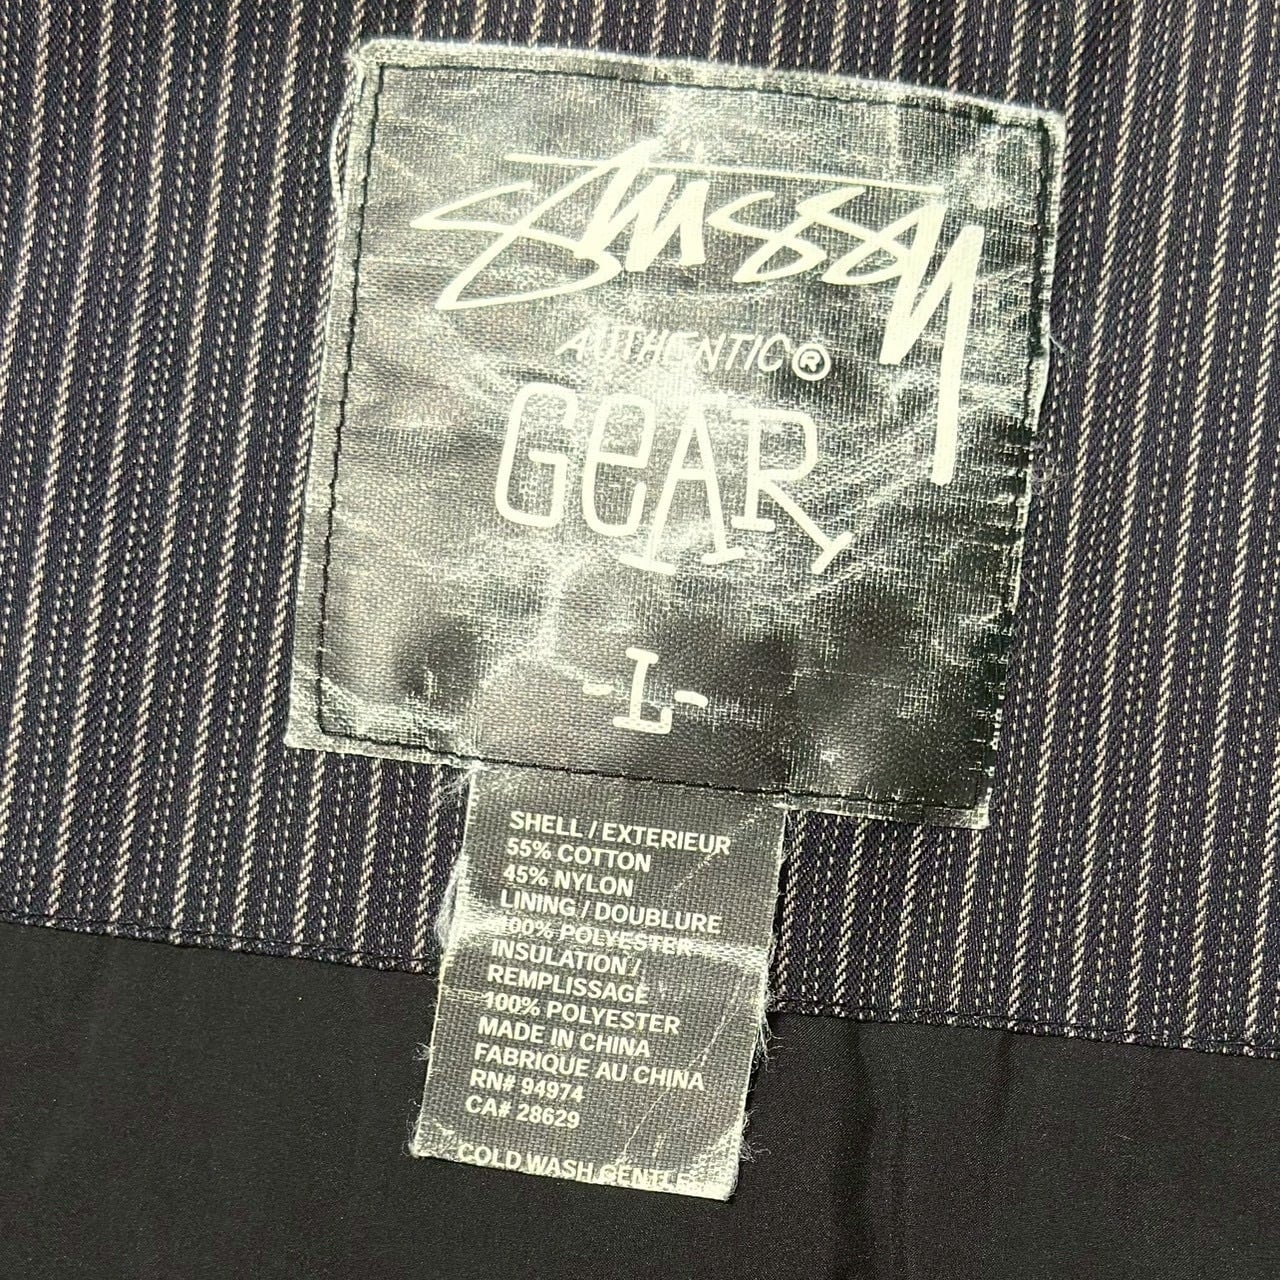 Stussy
AUTHENTIC®
GeAR
-L-
SHELL / EXTERIEUR
55% COTTON
45% NYLON
LINING / DOUBLURE
100% POLYESTER
INSULATION /
REMPLISSAGE
100% POLYESTER
MADE IN CHINA
FABRIQUE AU CHINA
RN# 94974
CA# 28629
COLD WASH GENTLE